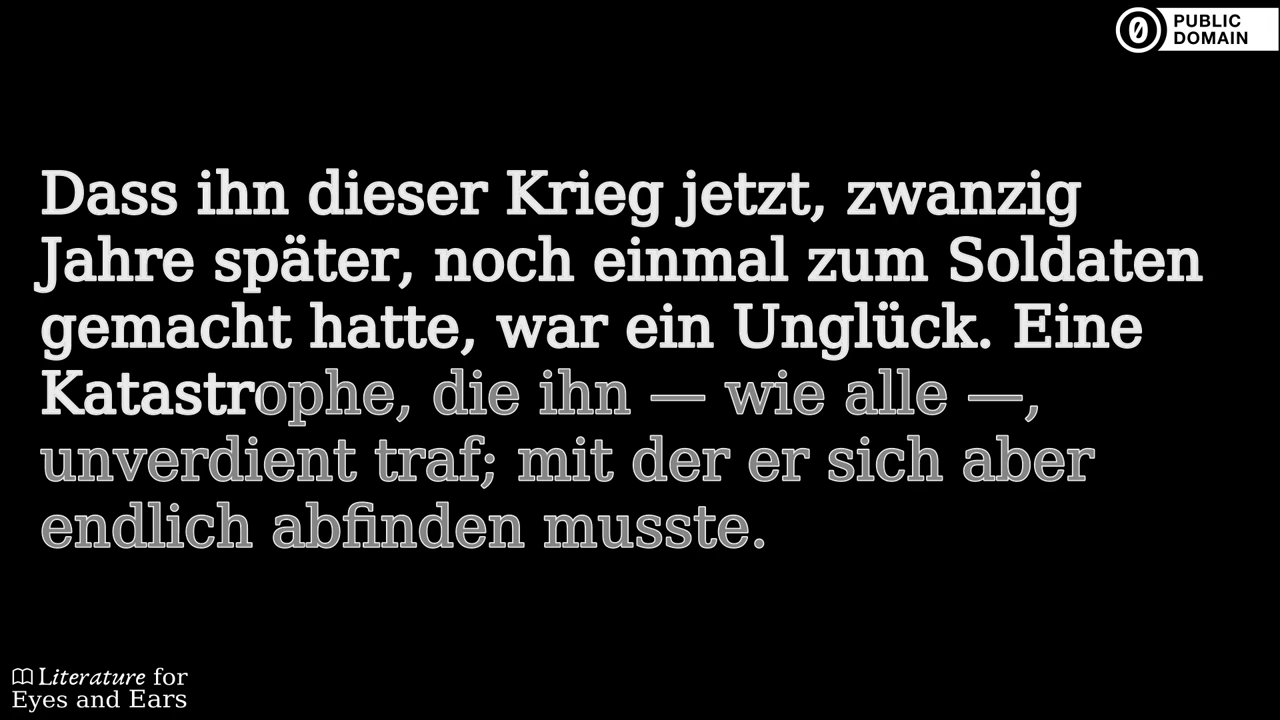 PUBLIC
DOMAIN
Dass ihn dieser Krieg jetzt, zwanzig
Jahre später, noch einmal zum Soldaten
gemacht hatte, war ein Unglück. Eine
Katastrophe, die ihn — wie alle —,
unverdient traf; mit der er sich aber
endlich abfinden musste.
Literature for
Eyes and Ears